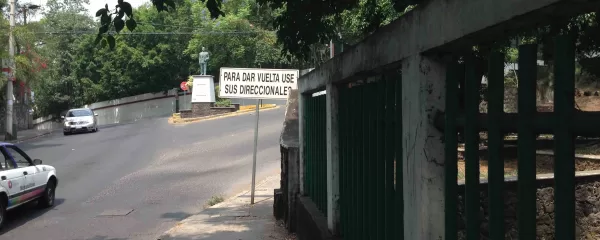 PARA DAR VUELTA USE
SUS DIRECCIONALES